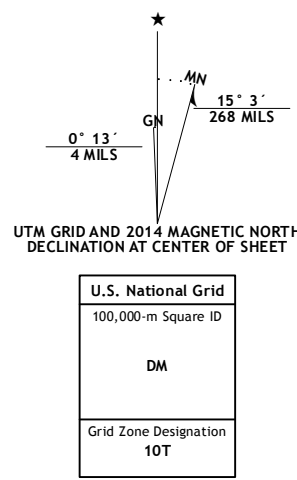 ★
MN
GN
15° 3´
268 MILS
0° 13´
4 MILS
UTM GRID AND 2014 MAGNETIC NORTH
DECLINATION AT CENTER OF SHEET
U.S. National Grid
100,000-m Square ID
DM
Grid Zone Designation
10T